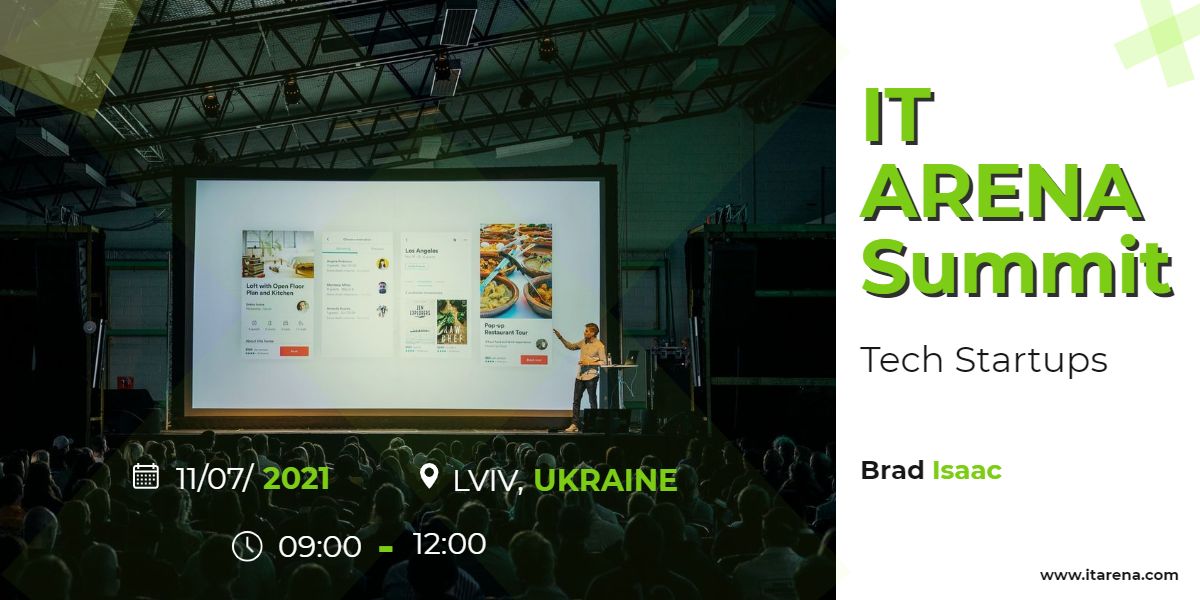 IT
ARENA
Summit
Tech Startups
Brad Isaac
www.itarena.com
11/07/ 2021
LVIV, UKRAINE
09:00 - 12:00
Loft with Open Floor
Plan and Kitchen
Los Angeles
Pop-up
Restaurant Tour